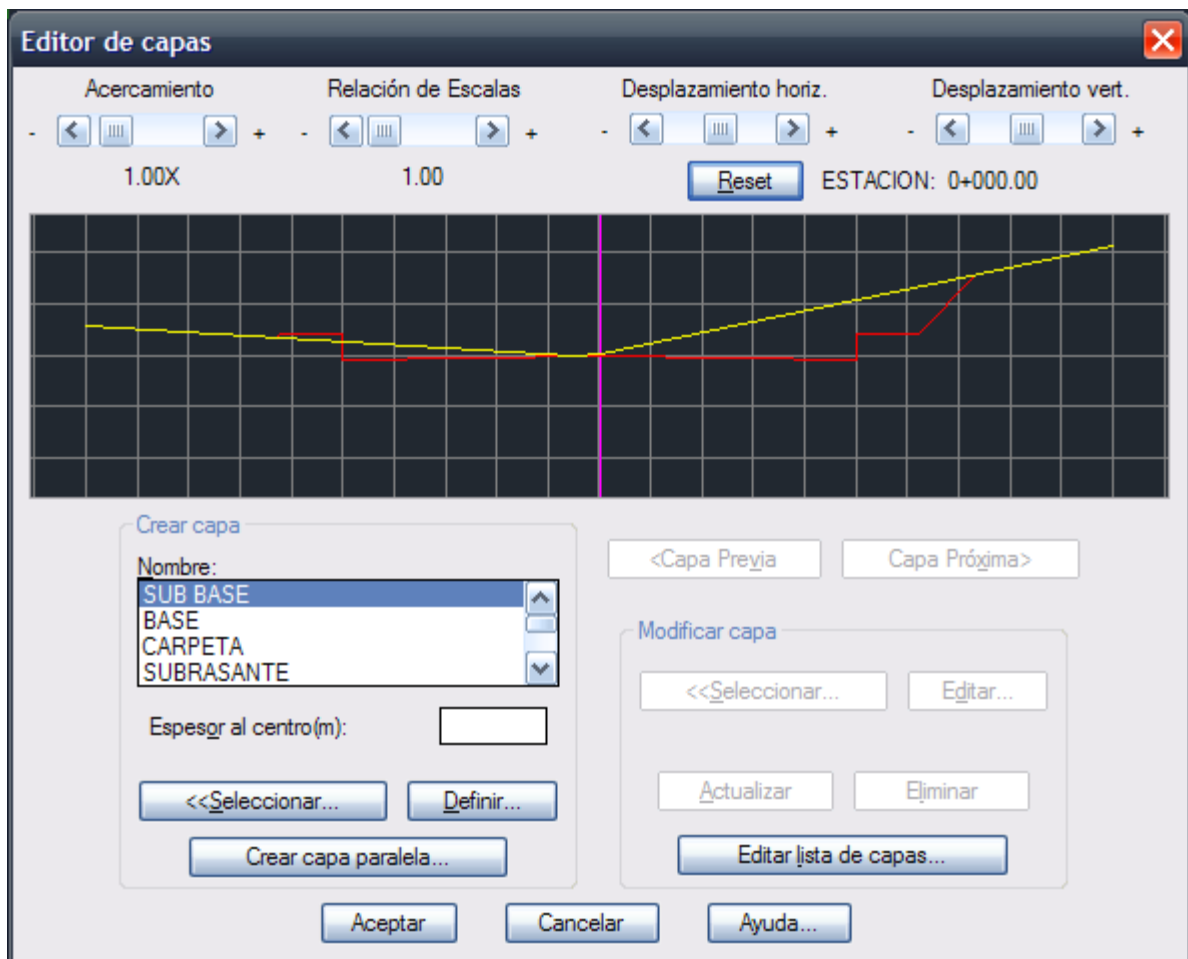 Editor de capas
Acercamiento Relación de Escalas Desplazamiento horiz. Desplazamiento vert.
- + - + - + - +
1.00X 1.00 Reset ESTACION: 0+000.00
Crear capa
<Capa Previa Capa Próxima>
Nombre:
SUB BASE
BASE
CARPETA
SUBRASANTE
Modificar capa
<<Seleccionar... Editar...
Espesor al centro(m):
Actualizar Eliminar
<<Seleccionar... Definir...
Crear capa paralela... Editar lista de capas...
Aceptar Cancelar Ayuda...